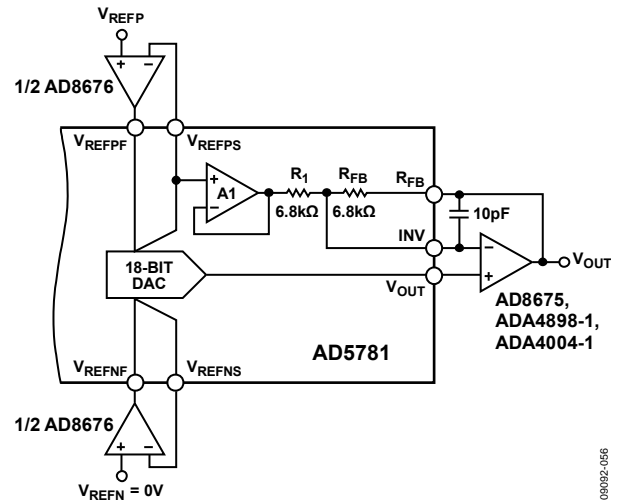 VREFP
+ −
1/2 AD8676
VREFPF
VREFPS
+
A1
−
R1
6.8kΩ
RFB
6.8kΩ
RFB
10pF
INV
−
+
VOUT
18-BIT
DAC
VOUT
AD8675,
ADA4898-1,
ADA4004-1
AD5781
VREFNF
VREFNS
1/2 AD8676
+ −
VREFN = 0V
09092-056